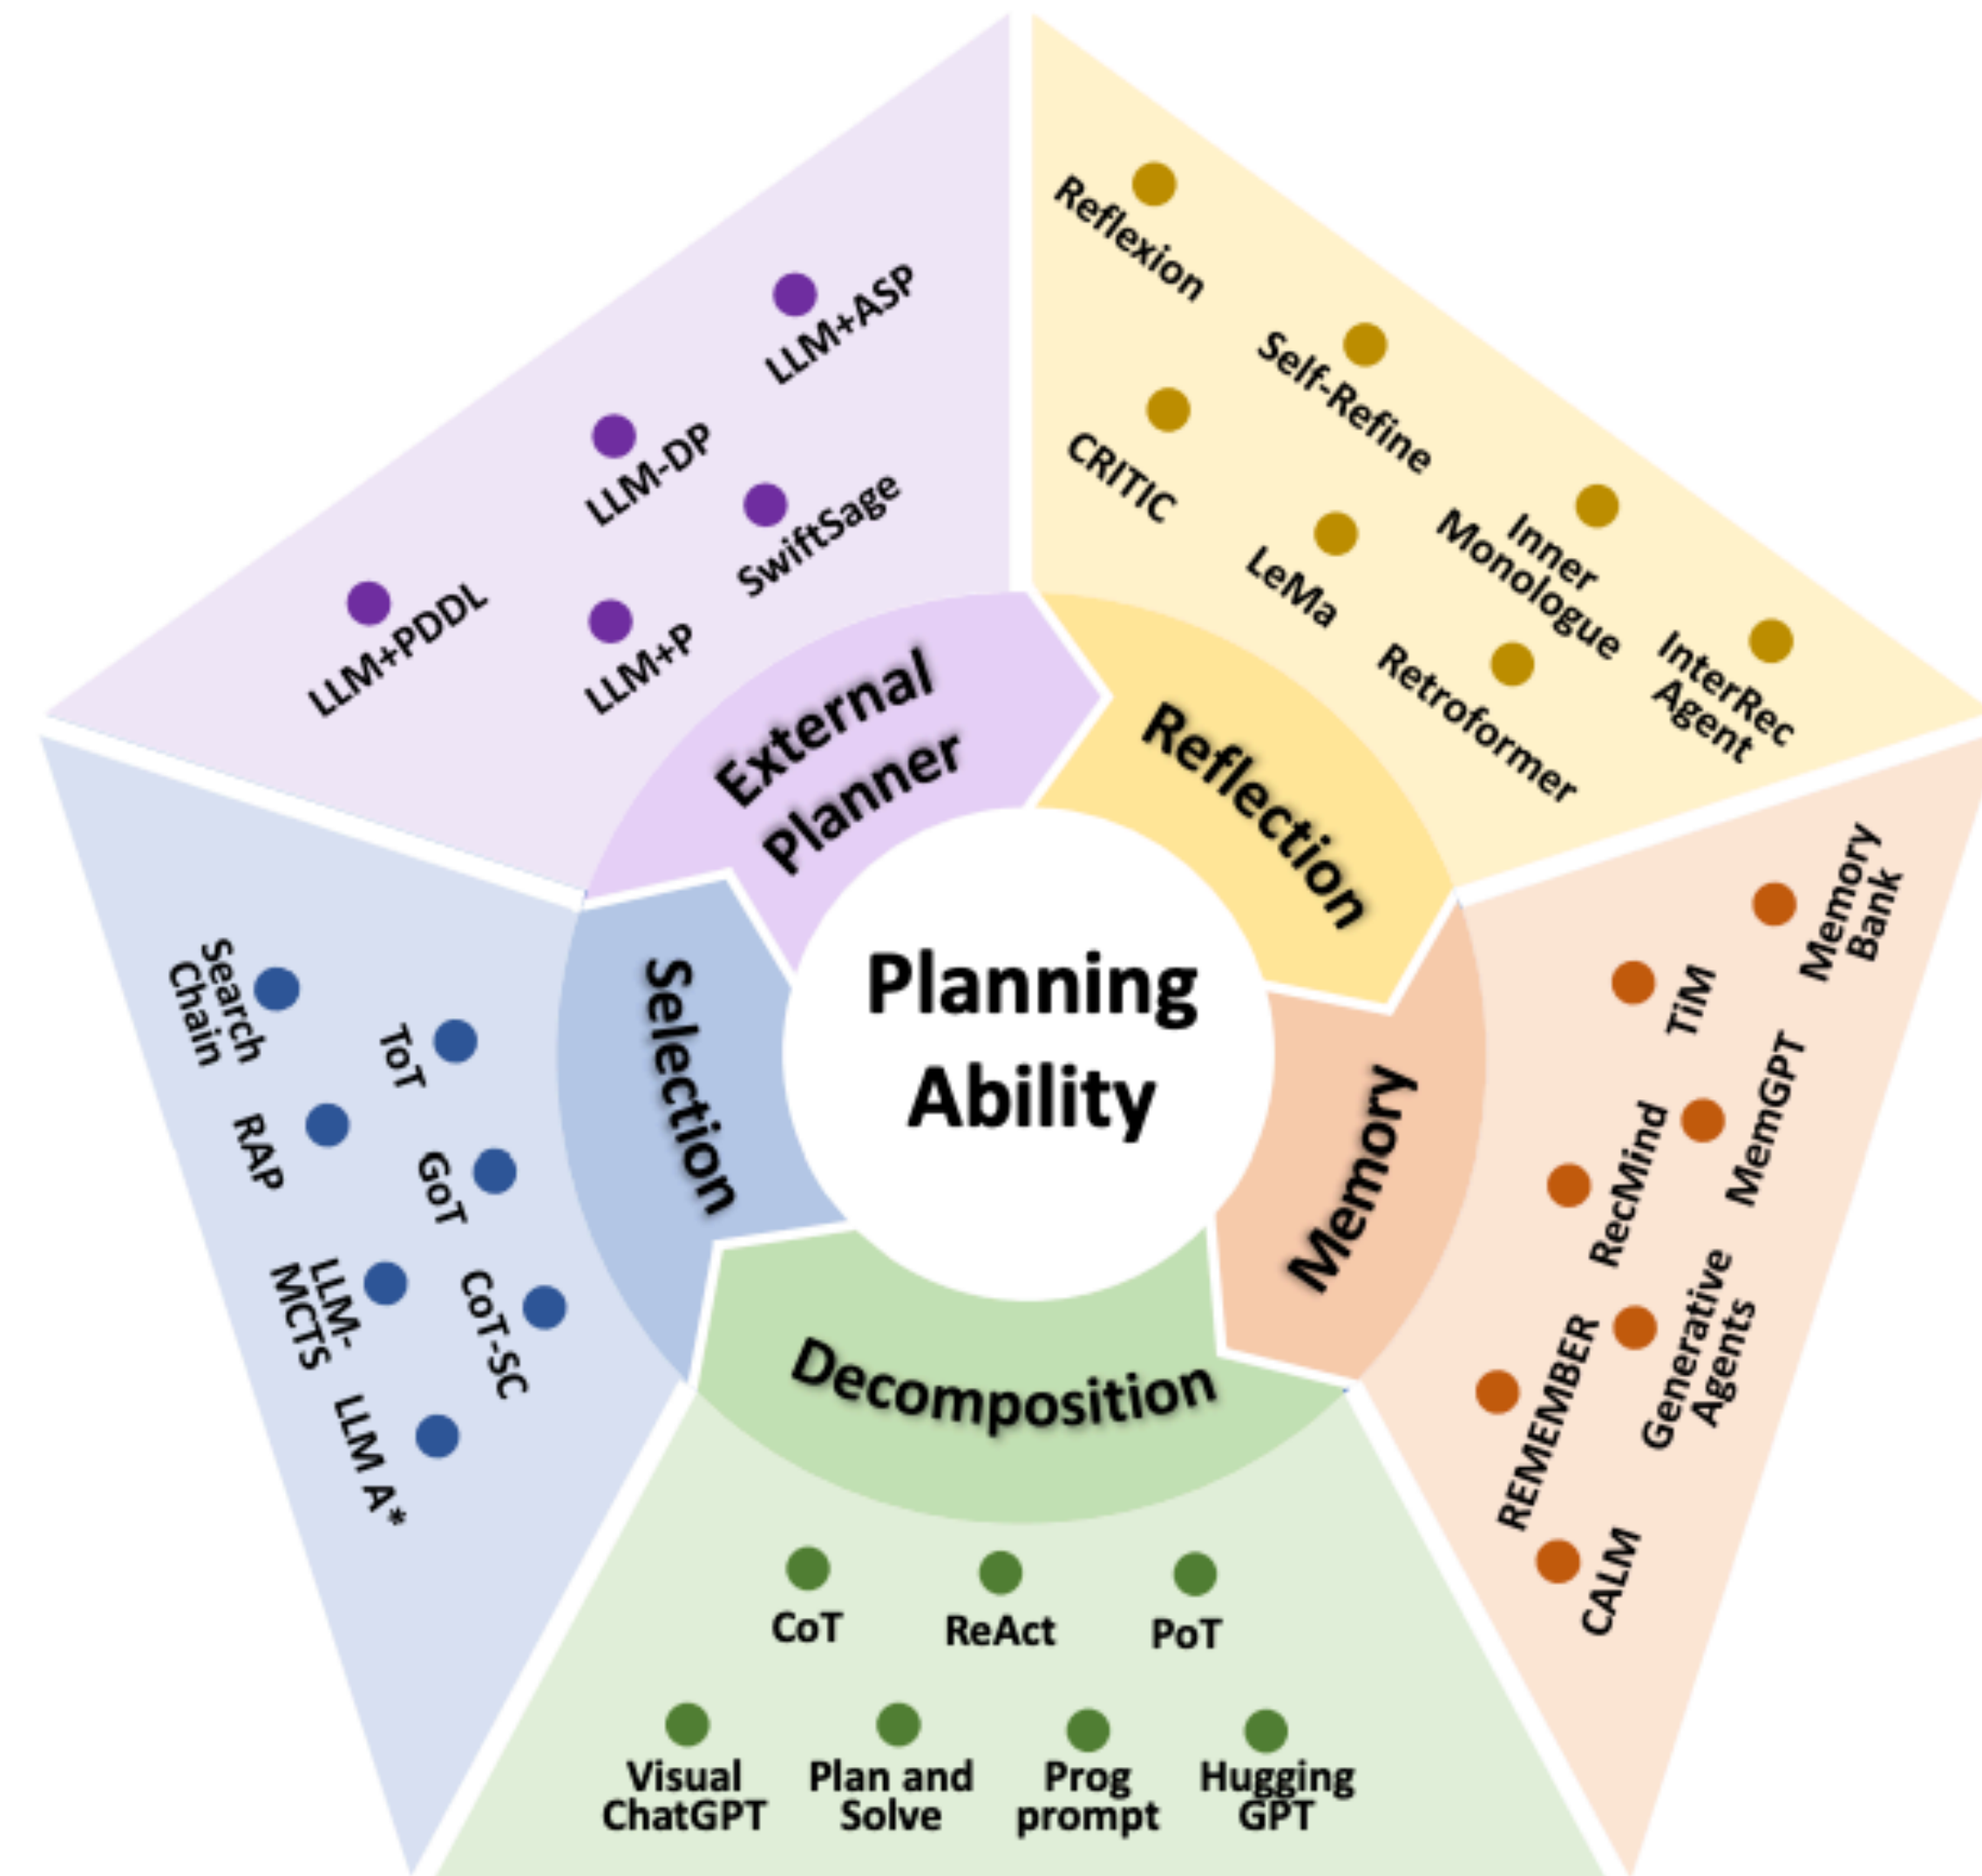 Planning
Ability
External
Planner
LLM+ASP
LLM-DP
SwiftSage
LLM+PDDL
LLM+P
Reflection
Reflexion
Self-Refine
CRITIC
Inner
Monologue
LeMa
InterRec
Agent
Retroformer
Memory
Memory
Bank
TiM
MemGPT
RecMind
Generative
Agents
REMEMBER
CALM
Decomposition
CoT
ReAct
PoT
Visual
ChatGPT
Plan and
Solve
Prog
prompt
Hugging
GPT
Selection
Search
Chain
ToT
RAP
GoT
LLM-
MCTS
CoT-SC
LLM A*